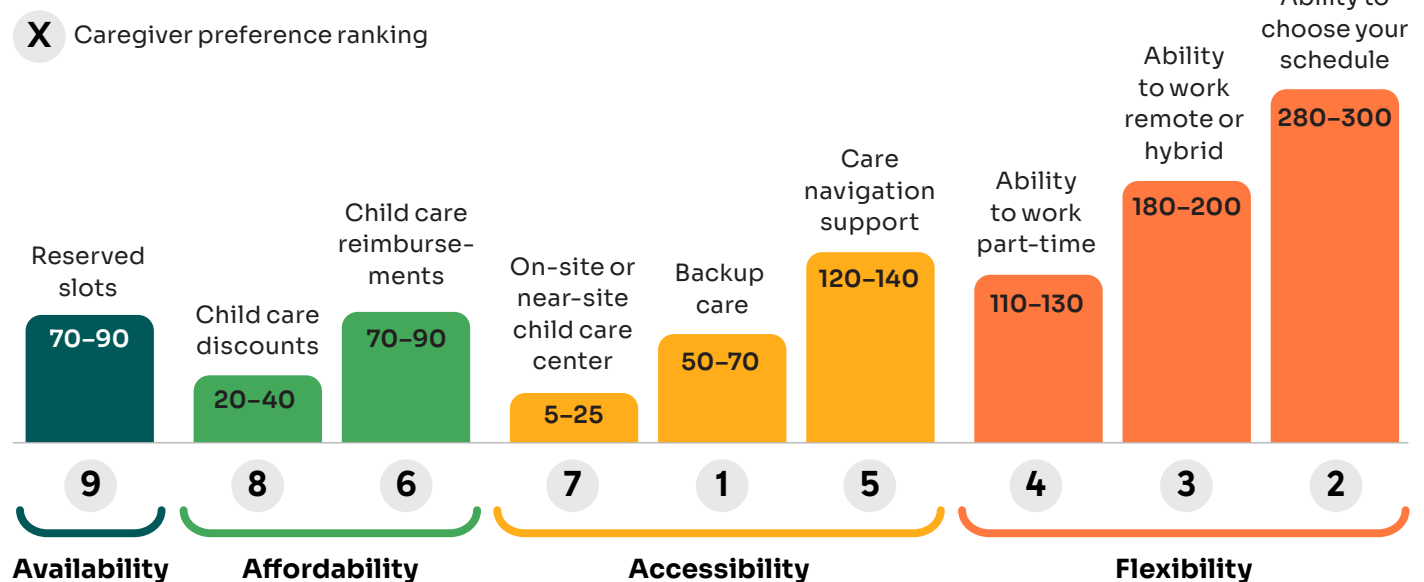 X Caregiver preference ranking
Reserved
slots
70–90
Child care
discounts
20–40
Child care
reimburse-
ments
70–90
On-site or
near-site
child care
center
5–25
Backup
care
50–70
Care
navigation
support
120–140
Ability
to work
part-time
110–130
Ability
to work
remote or
hybrid
180–200
Ability to
choose your
schedule
280–300
9
8
6
7
1
5
4
3
2
Availability
Affordability
Accessibility
Flexibility